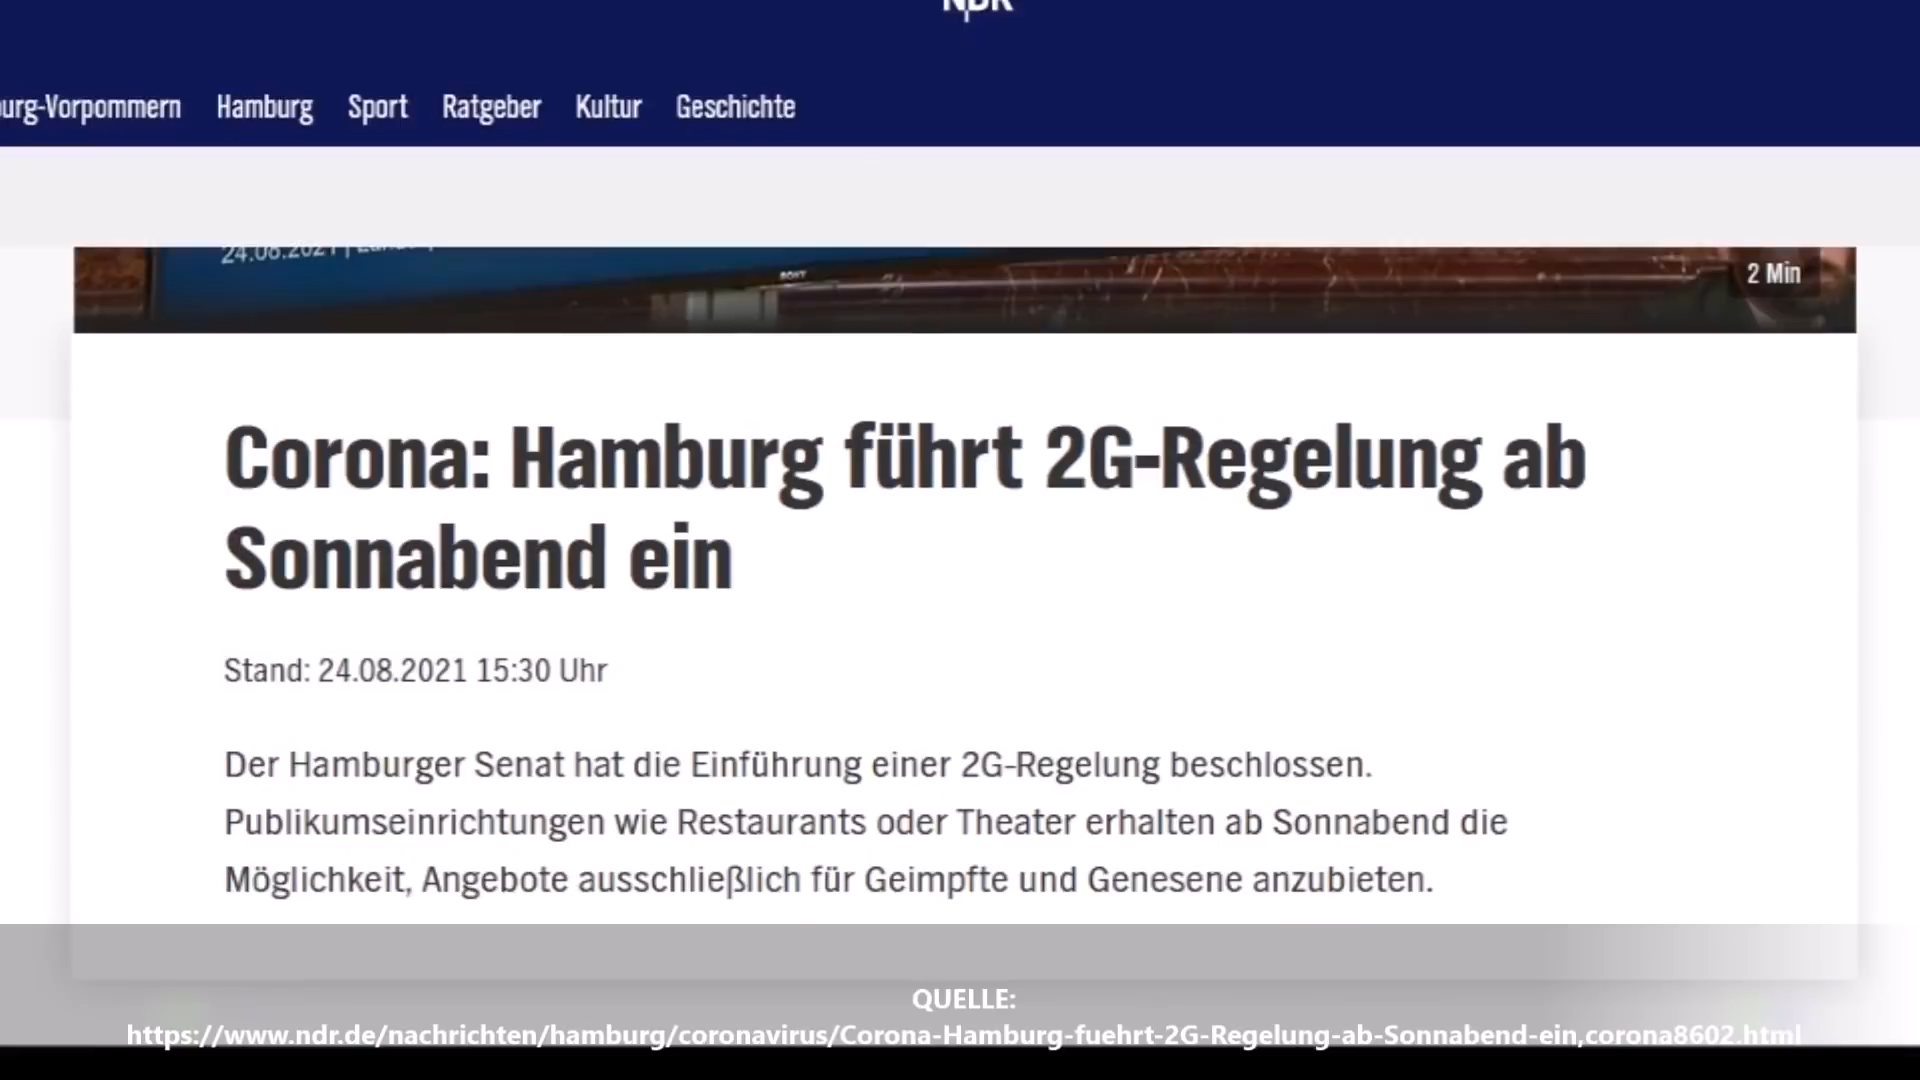 NDR
urg-Vorpommern Hamburg Sport Ratgeber Kultur Geschichte
24.08.2021 |
SONY
2 Min
Corona: Hamburg führt 2G-Regelung ab
Sonnabend ein
Stand: 24.08.2021 15:30 Uhr
Der Hamburger Senat hat die Einführung einer 2G-Regelung beschlossen.
Publikumseinrichtungen wie Restaurants oder Theater erhalten ab Sonnabend die
Möglichkeit, Angebote ausschließlich für Geimpfte und Genesene anzubieten.
QUELLE:
https://www.ndr.de/nachrichten/hamburg/coronavirus/Corona-Hamburg-fuehrt-2G-Regelung-ab-Sonnabend-ein,corona8602.html